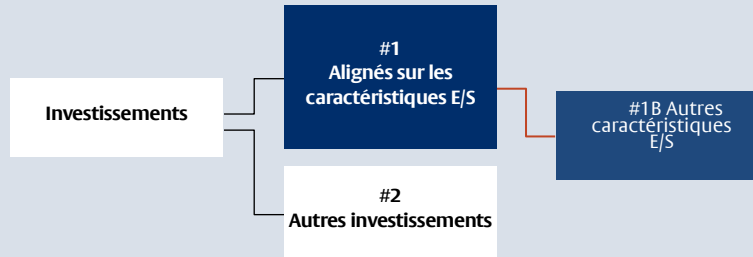 Investissements
#1
Alignés sur les
caractéristiques E/S
#1B Autres
caractéristiques
E/S
#2
Autres investissements